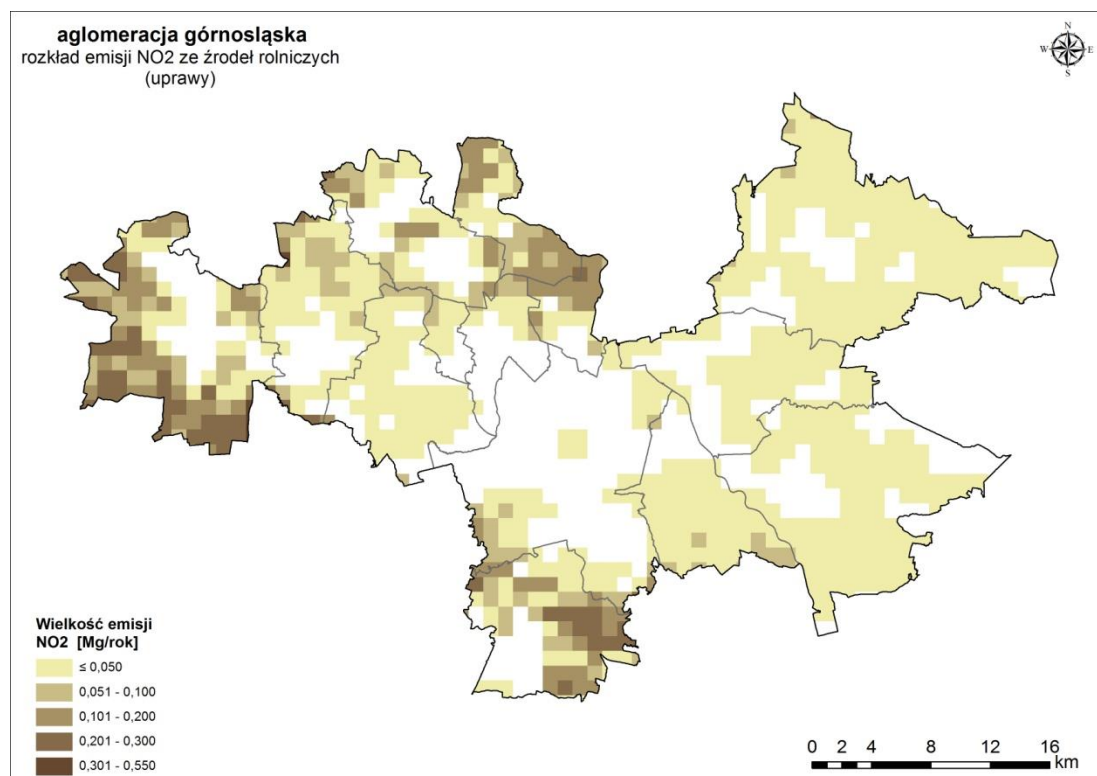 aglomeracja górnośląska
rozkład emisji NO2 ze źrodeł rolniczych
(uprawy)
N
W
E
S
Wielkość emisji
NO2 [Mg/rok]
≤ 0,050
0,051 - 0,100
0,101 - 0,200
0,201 - 0,300
0,301 - 0,550
0 2 4 8 12 16
km